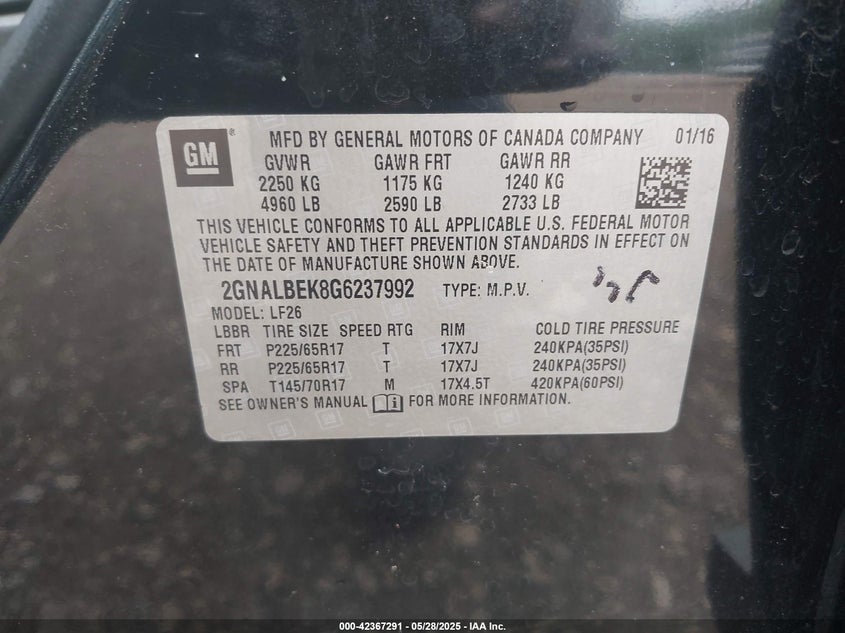 GM ® MFD BY GENERAL MOTORS OF CANADA COMPANY 01/16
GVWR GAWR FRT GAWR RR
2250 KG 1175 KG 1240 KG
4960 LB 2590 LB 2733 LB
THIS VEHICLE CONFORMS TO ALL APPLICABLE U.S. FEDERAL MOTOR
VEHICLE SAFETY AND THEFT PREVENTION STANDARDS IN EFFECT ON
THE DATE OF MANUFACTURE SHOWN ABOVE.
2GNALBEK8G6237992 TYPE: M.P.V.
MODEL: LF26
LBBR TIRE SIZE SPEED RTG RIM COLD TIRE PRESSURE
FRT P225/65R17 T 17X7J 240KPA(35PSI)
RR P225/65R17 T 17X7J 240KPA(35PSI)
SPA T145/70R17 M 17X4.5T 420KPA(60PSI)
SEE OWNER'S MANUAL FOR MORE INFORMATION.
000-42367291 - 05/28/2025 - IAA Inc.